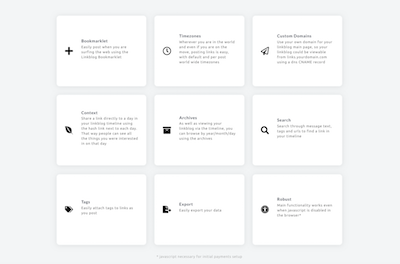 Bookmarklet
Easily post when you are
surfing the web using the
Linkblog Bookmarklet
Timezones
Wherever you are in the world
and even if you are on the
move, posting links is easy,
with default and per post
world wide timezones
Custom Domains
Use your own domain for your
linkblog main page, so your
linkblog could be viewable
from links.yourdomain.com
using a dns CNAME record
Context
Share a link directly to a day in
your linkblog timeline using
the hash link next to each day.
That way people can see all
the things you were interested
in on that day.
Archives
As well as viewing your
linkblog via the timeline, you
can browse by year/month/day
using the archives
Search
Search through message text,
tags and urls to find a link in
your timeline
Tags
Easily attach tags to links as
you post
Export
Easily export your data
Robust
Main functionality works even
when javascript is disabled in
the browser*
*Javascript necessary for initial payments setup